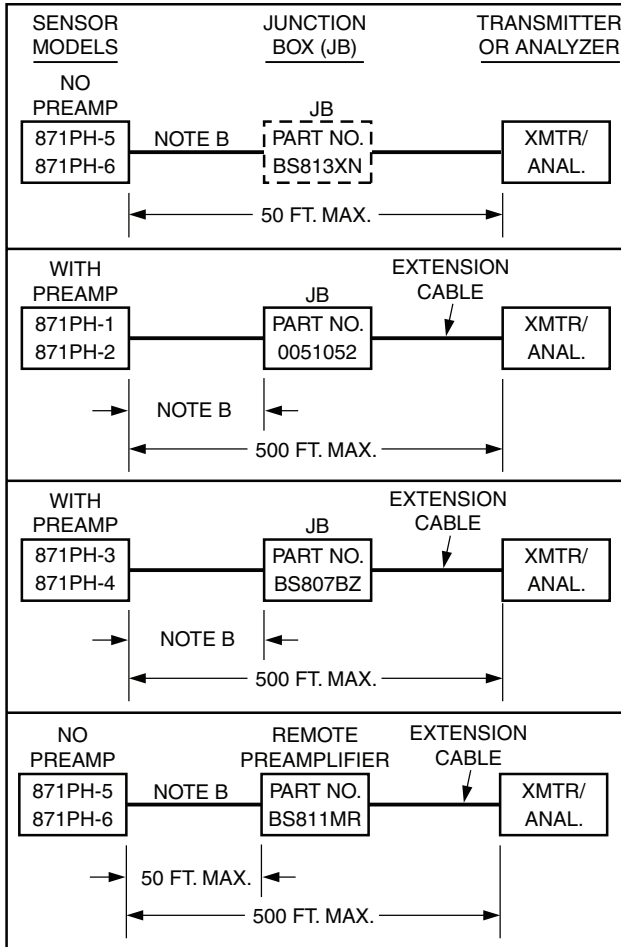 SENSOR MODELS
JUNCTION BOX (JB)
TRANSMITTER OR ANALYZER
NO PREAMP
871PH-5
871PH-6
NOTE B
JB
PART NO.
BS813XN
XMTR/
ANAL.
50 FT. MAX.
WITH PREAMP
871PH-1
871PH-2
JB
PART NO.
0051052
EXTENSION CABLE
XMTR/
ANAL.
NOTE B
500 FT. MAX.
WITH PREAMP
871PH-3
871PH-4
JB
PART NO.
BS807BZ
EXTENSION CABLE
XMTR/
ANAL.
NOTE B
500 FT. MAX.
NO PREAMP
871PH-5
871PH-6
NOTE B
REMOTE PREAMPLIFIER
PART NO.
BS811MR
EXTENSION CABLE
XMTR/
ANAL.
50 FT. MAX.
500 FT. MAX.